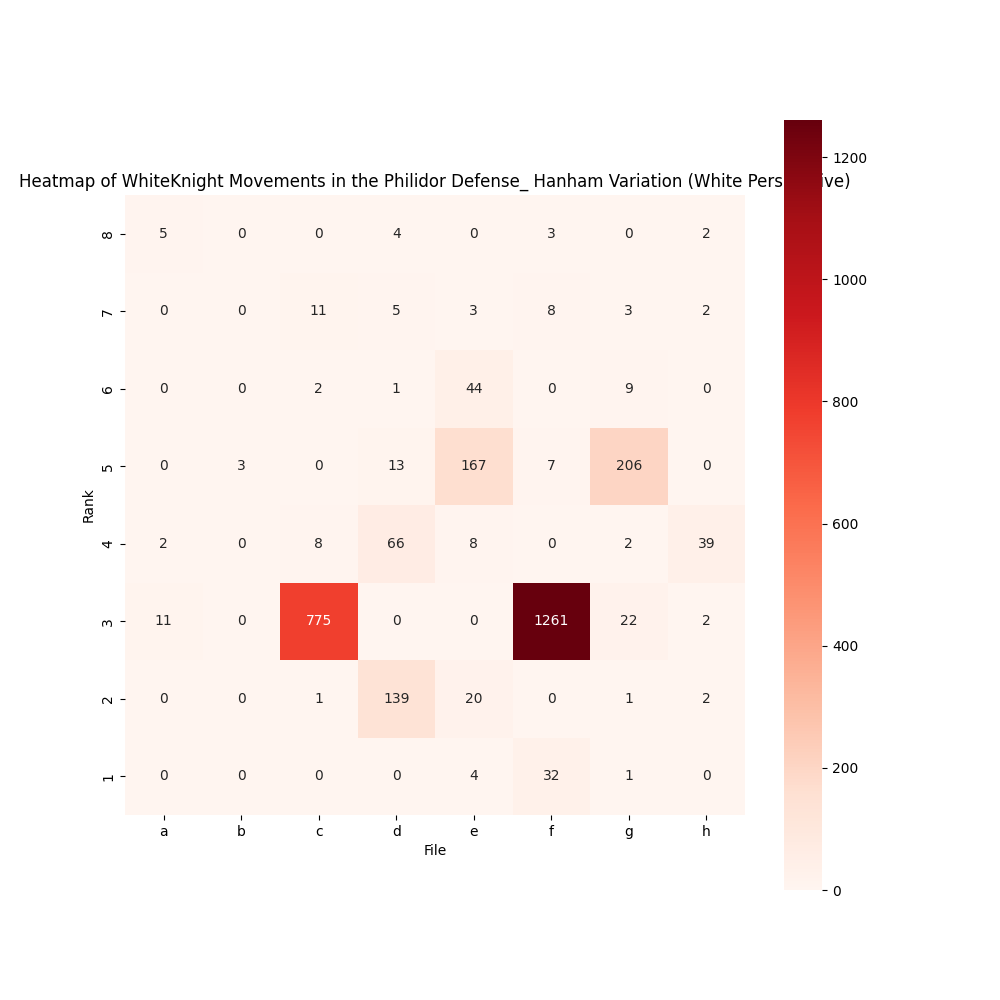 1200
Heatmap of WhiteKnight Movements in the Philidor Defense_ Hanham Variation (White
8 5 0 0 4 0 3 0 2
1000
7 0 0 11 5 3 8 3 2
6 0 0 2 1 44 0 9 0
800
5 0 3 0 13 167 7 206 0
Rank
600
4 2 0 8 66 8 0 2 39
3 11 0 775 0 0 1261 22 2
400
2 0 0 1 139 20 0 1 2
200
1 0 0 0 0 4 32 1 0
a b c d e f g h
File
0